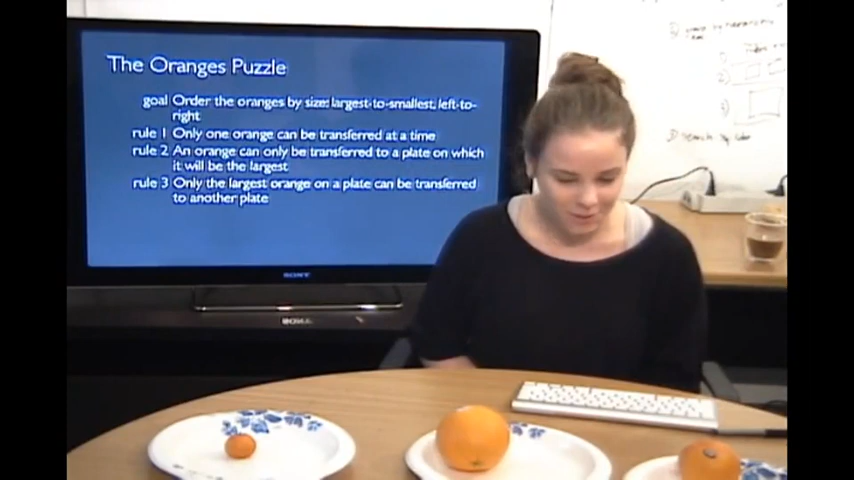 The Oranges Puzzle
goal Order the oranges by size: largest-to-smallest, left-to-
right
rule 1 Only one orange can be transferred at a time
rule 2 An orange can only be transferred to a plate on which
it will be the largest
rule 3 Only the largest orange on a plate can be transferred
to another plate
SONY